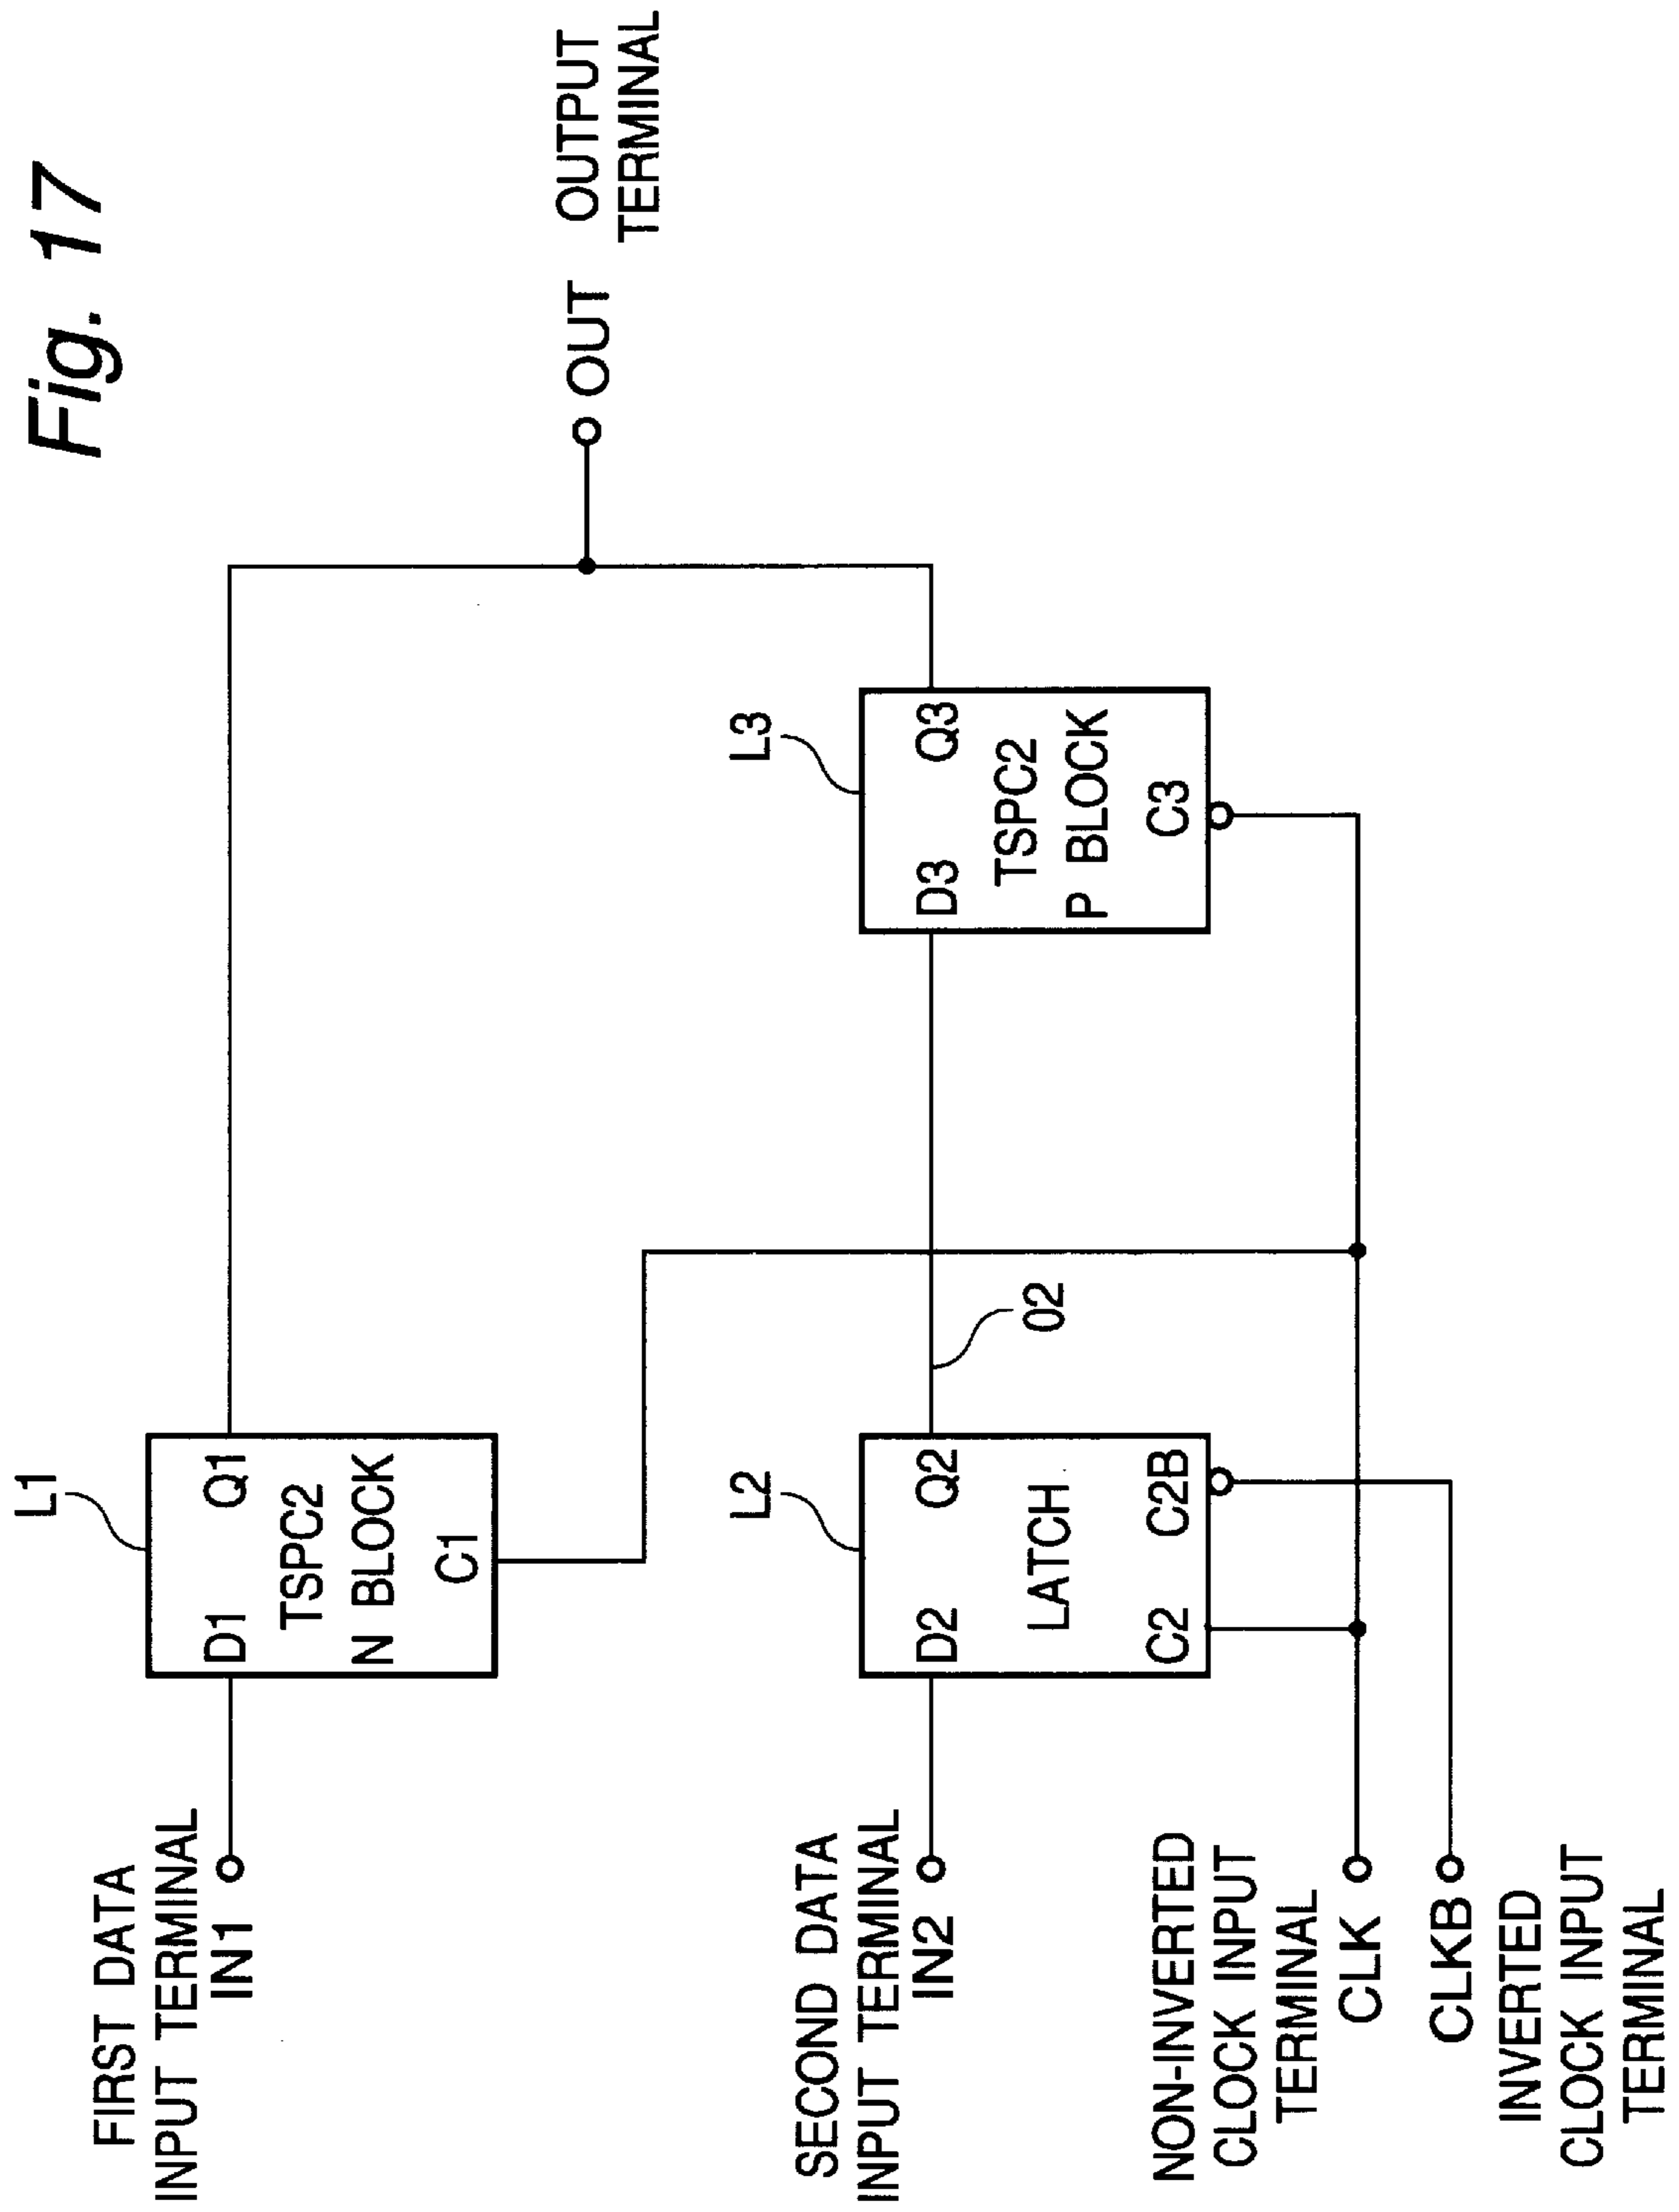 Fig. 17
L1
FIRST DATA
INPUT TERMINAL
IN1
D1
Q1
TSPC2
N BLOCK
C1
OUT
OUTPUT
TERMINAL
L2
SECOND DATA
INPUT TERMINAL
IN2
D2
Q2
LATCH
C2
C2B
O2
L3
D3
Q3
TSPC2
P BLOCK
C3
NON-INVERTED
CLOCK INPUT
TERMINAL
CLK
CLKB
INVERTED
CLOCK INPUT
TERMINAL